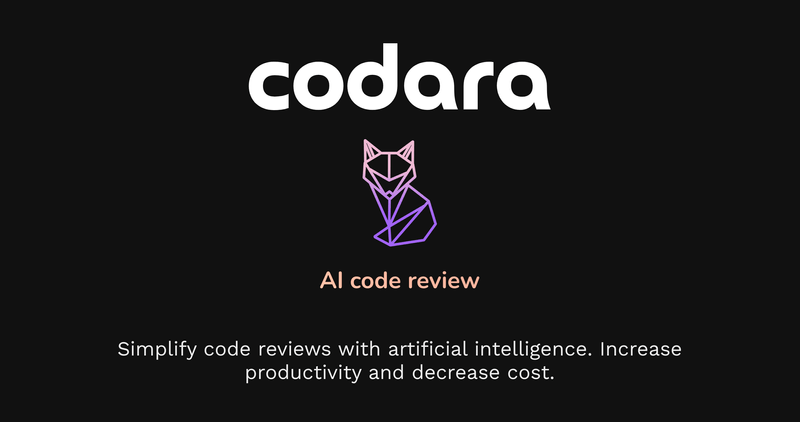 codara
AI code review
Simplify code reviews with artificial intelligence. Increase
productivity and decrease cost.